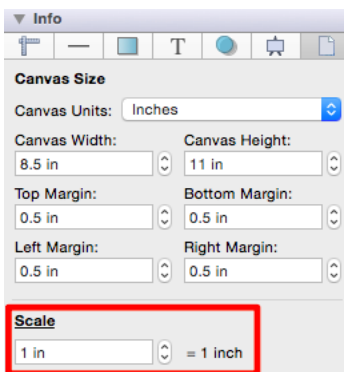 Info
T
Canvas Size
Canvas Units: Inches
Canvas Width: Canvas Height:
8.5 in 11 in
Top Margin: Bottom Margin:
0.5 in 0.5 in
Left Margin: Right Margin:
0.5 in 0.5 in
Scale
1 in = 1 inch